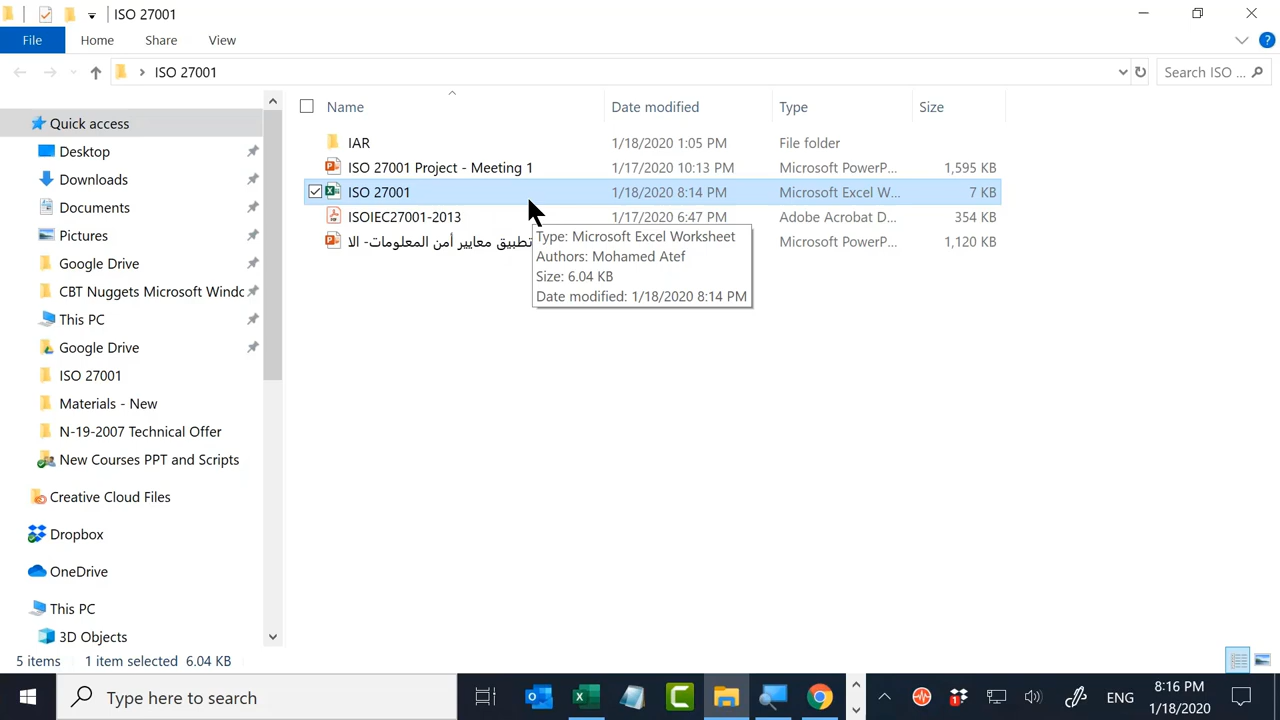 ISO 27001
File Home Share View
ISO 27001
Search ISO ...
Name Date modified Type Size
IAR 1/18/2020 1:05 PM File folder
ISO 27001 Project - Meeting 1 1/17/2020 10:13 PM Microsoft PowerP... 1,595 KB
ISO 27001 1/18/2020 8:14 PM Microsoft Excel W... 7 KB
ISOIEC27001-2013 1/17/2020 6:47 PM Adobe Acrobat D... 354 KB
تطبيق معايير أمن المعلومات- الا Microsoft PowerP... 1,120 KB
Type: Microsoft Excel Worksheet
Authors: Mohamed Atef
Size: 6.04 KB
Date modified: 1/18/2020 8:14 PM
Quick access
Desktop
Downloads
Documents
Pictures
Google Drive
CBT Nuggets Microsoft Windo
This PC
Google Drive
ISO 27001
Materials - New
N-19-2007 Technical Offer
New Courses PPT and Scripts
Creative Cloud Files
Dropbox
OneDrive
This PC
3D Objects
5 items 1 item selected 6.04 KB
Type here to search
ENG
8:16 PM
1/18/2020